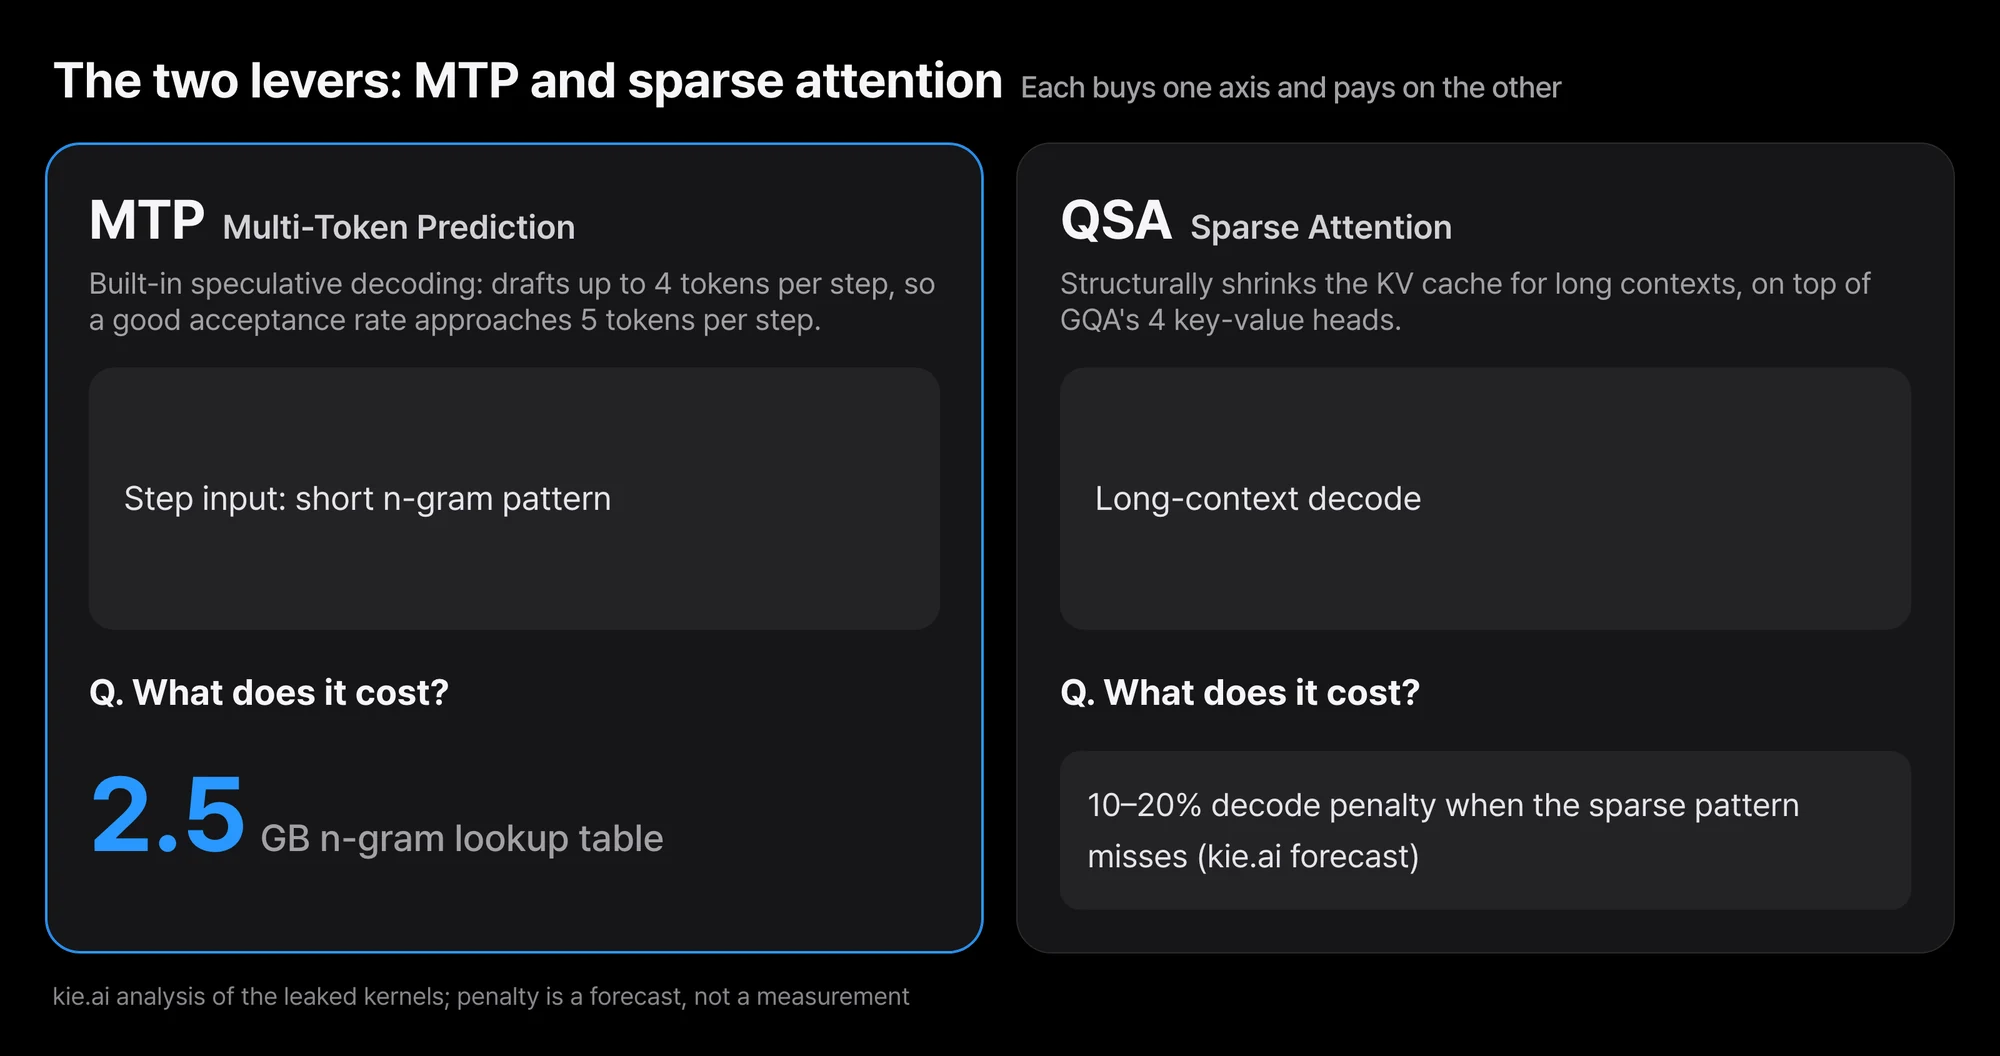 The two levers: MTP and sparse attention Each buys one axis and pays on the other
MTP Multi-Token Prediction
Built-in speculative decoding: drafts up to 4 tokens per step, so
a good acceptance rate approaches 5 tokens per step.
Step input: short n-gram pattern
Q. What does it cost?
2.5 GB n-gram lookup table
QSA Sparse Attention
Structurally shrinks the KV cache for long contexts, on top of
GQA's 4 key-value heads.
Long-context decode
Q. What does it cost?
10–20% decode penalty when the sparse pattern
misses (kie.ai forecast)
kie.ai analysis of the leaked kernels; penalty is a forecast, not a measurement